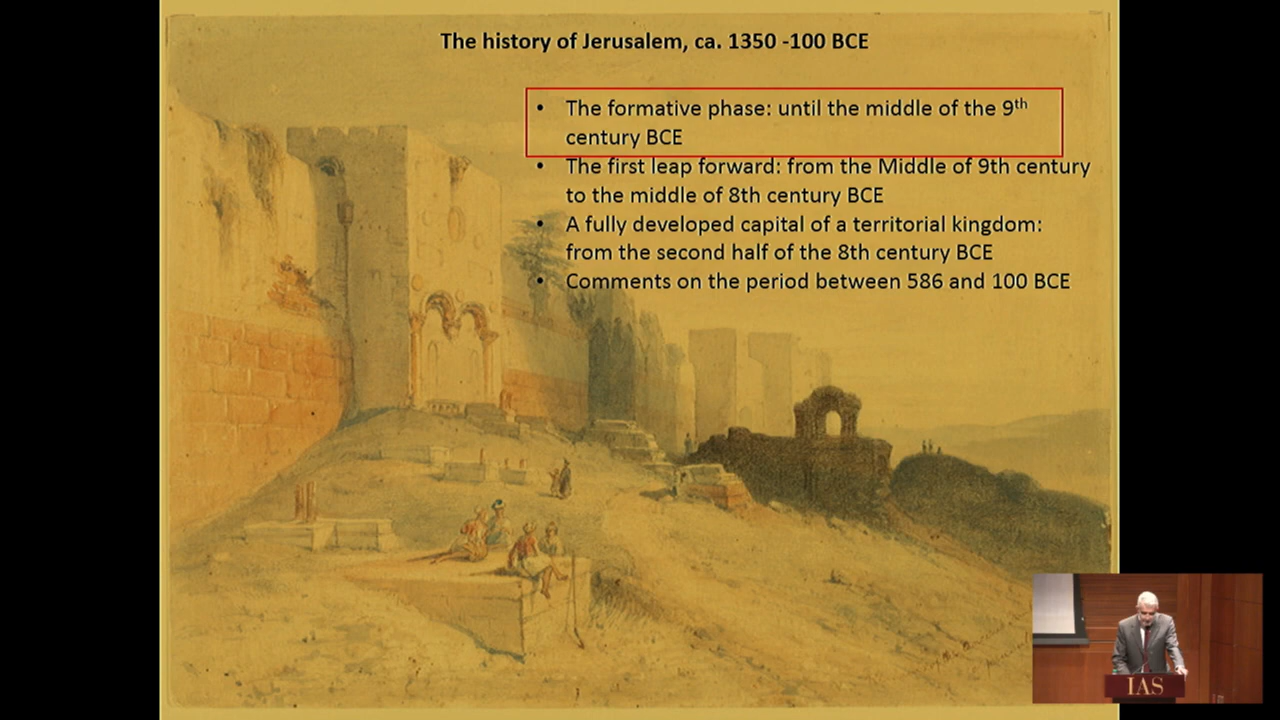 The history of Jerusalem, ca. 1350 -100 BCE
• The formative phase: until the middle of the 9th
century BCE
• The first leap forward: from the Middle of 9th century
to the middle of 8th century BCE
• A fully developed capital of a territorial kingdom:
from the second half of the 8th century BCE
• Comments on the period between 586 and 100 BCE
IAS